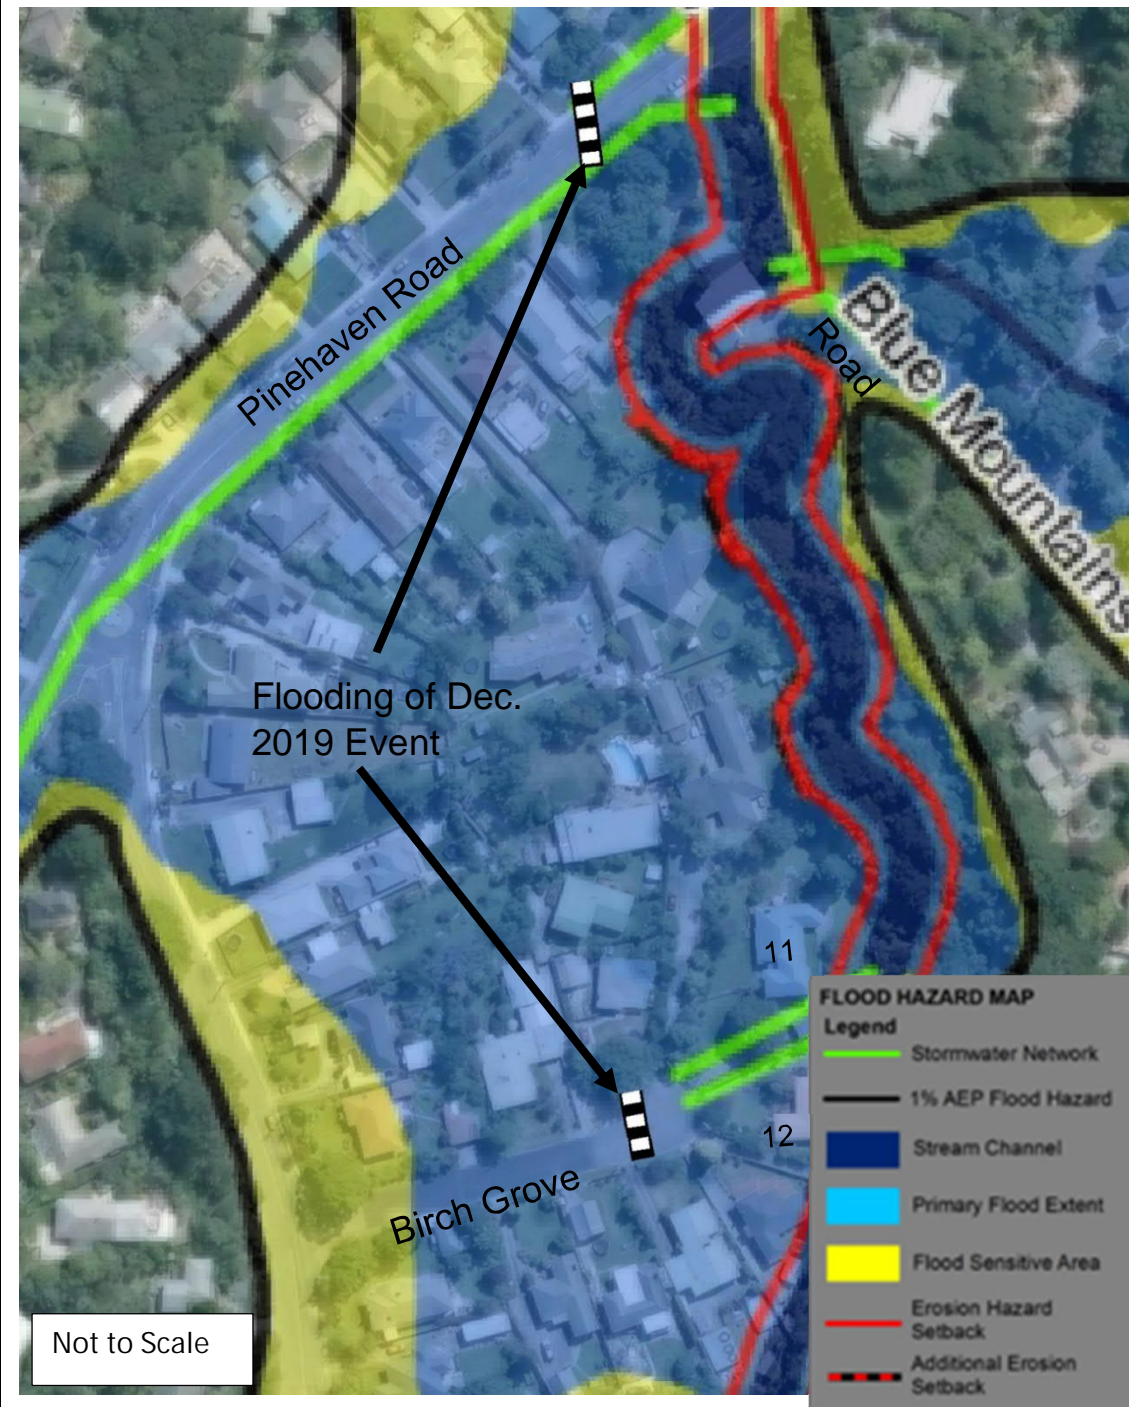 Pinehaven Road
Blue Mountains
Road
Flooding of Dec.
2019 Event
11
12
Birch Grove
FLOOD HAZARD MAP
Legend
Stormwater Network
1% AEP Flood Hazard
Stream Channel
Primary Flood Extent
Flood Sensitive Area
Erosion Hazard
Setback
Additional Erosion
Setback
Not to Scale